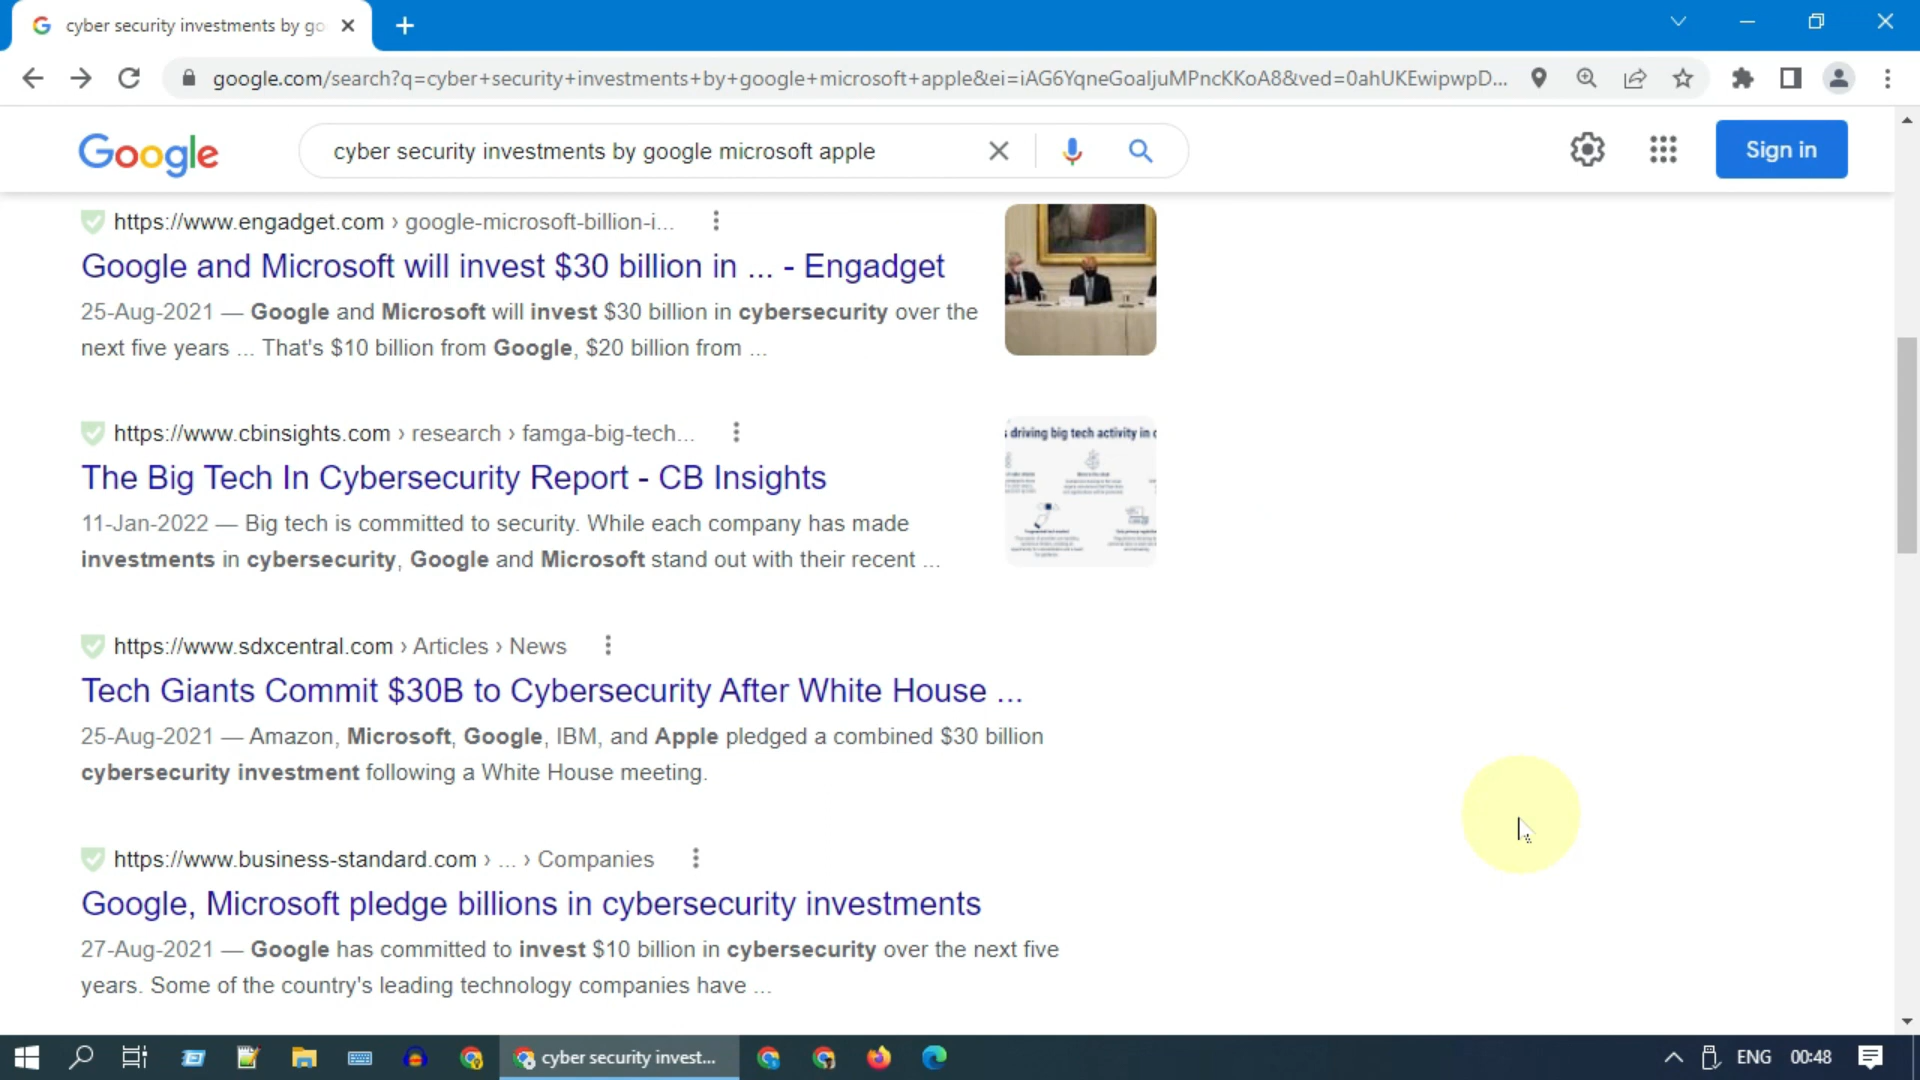 cyber security investments by go
google.com/search?q=cyber+security+investments+by+google+microsoft+apple&ei=iAG6YqneGoaljuMPncKKoA8&ved=0ahUKEwipwpD...
Google
cyber security investments by google microsoft apple
Sign in
https://www.engadget.com › google-microsoft-billion-i...
Google and Microsoft will invest $30 billion in ... - Engadget
25-Aug-2021 — Google and Microsoft will invest $30 billion in cybersecurity over the
next five years ... That's $10 billion from Google, $20 billion from ...
https://www.cbinsights.com › research › famga-big-tech...
driving big tech activity in c
The Big Tech In Cybersecurity Report - CB Insights
11-Jan-2022 — Big tech is committed to security. While each company has made
investments in cybersecurity, Google and Microsoft stand out with their recent ...
https://www.sdxcentral.com › Articles › News
Tech Giants Commit $30B to Cybersecurity After White House ...
25-Aug-2021 — Amazon, Microsoft, Google, IBM, and Apple pledged a combined $30 billion
cybersecurity investment following a White House meeting.
https://www.business-standard.com › ... › Companies
Google, Microsoft pledge billions in cybersecurity investments
27-Aug-2021 — Google has committed to invest $10 billion in cybersecurity over the next five
years. Some of the country's leading technology companies have ...
cyber security invest...
ENG
00:48